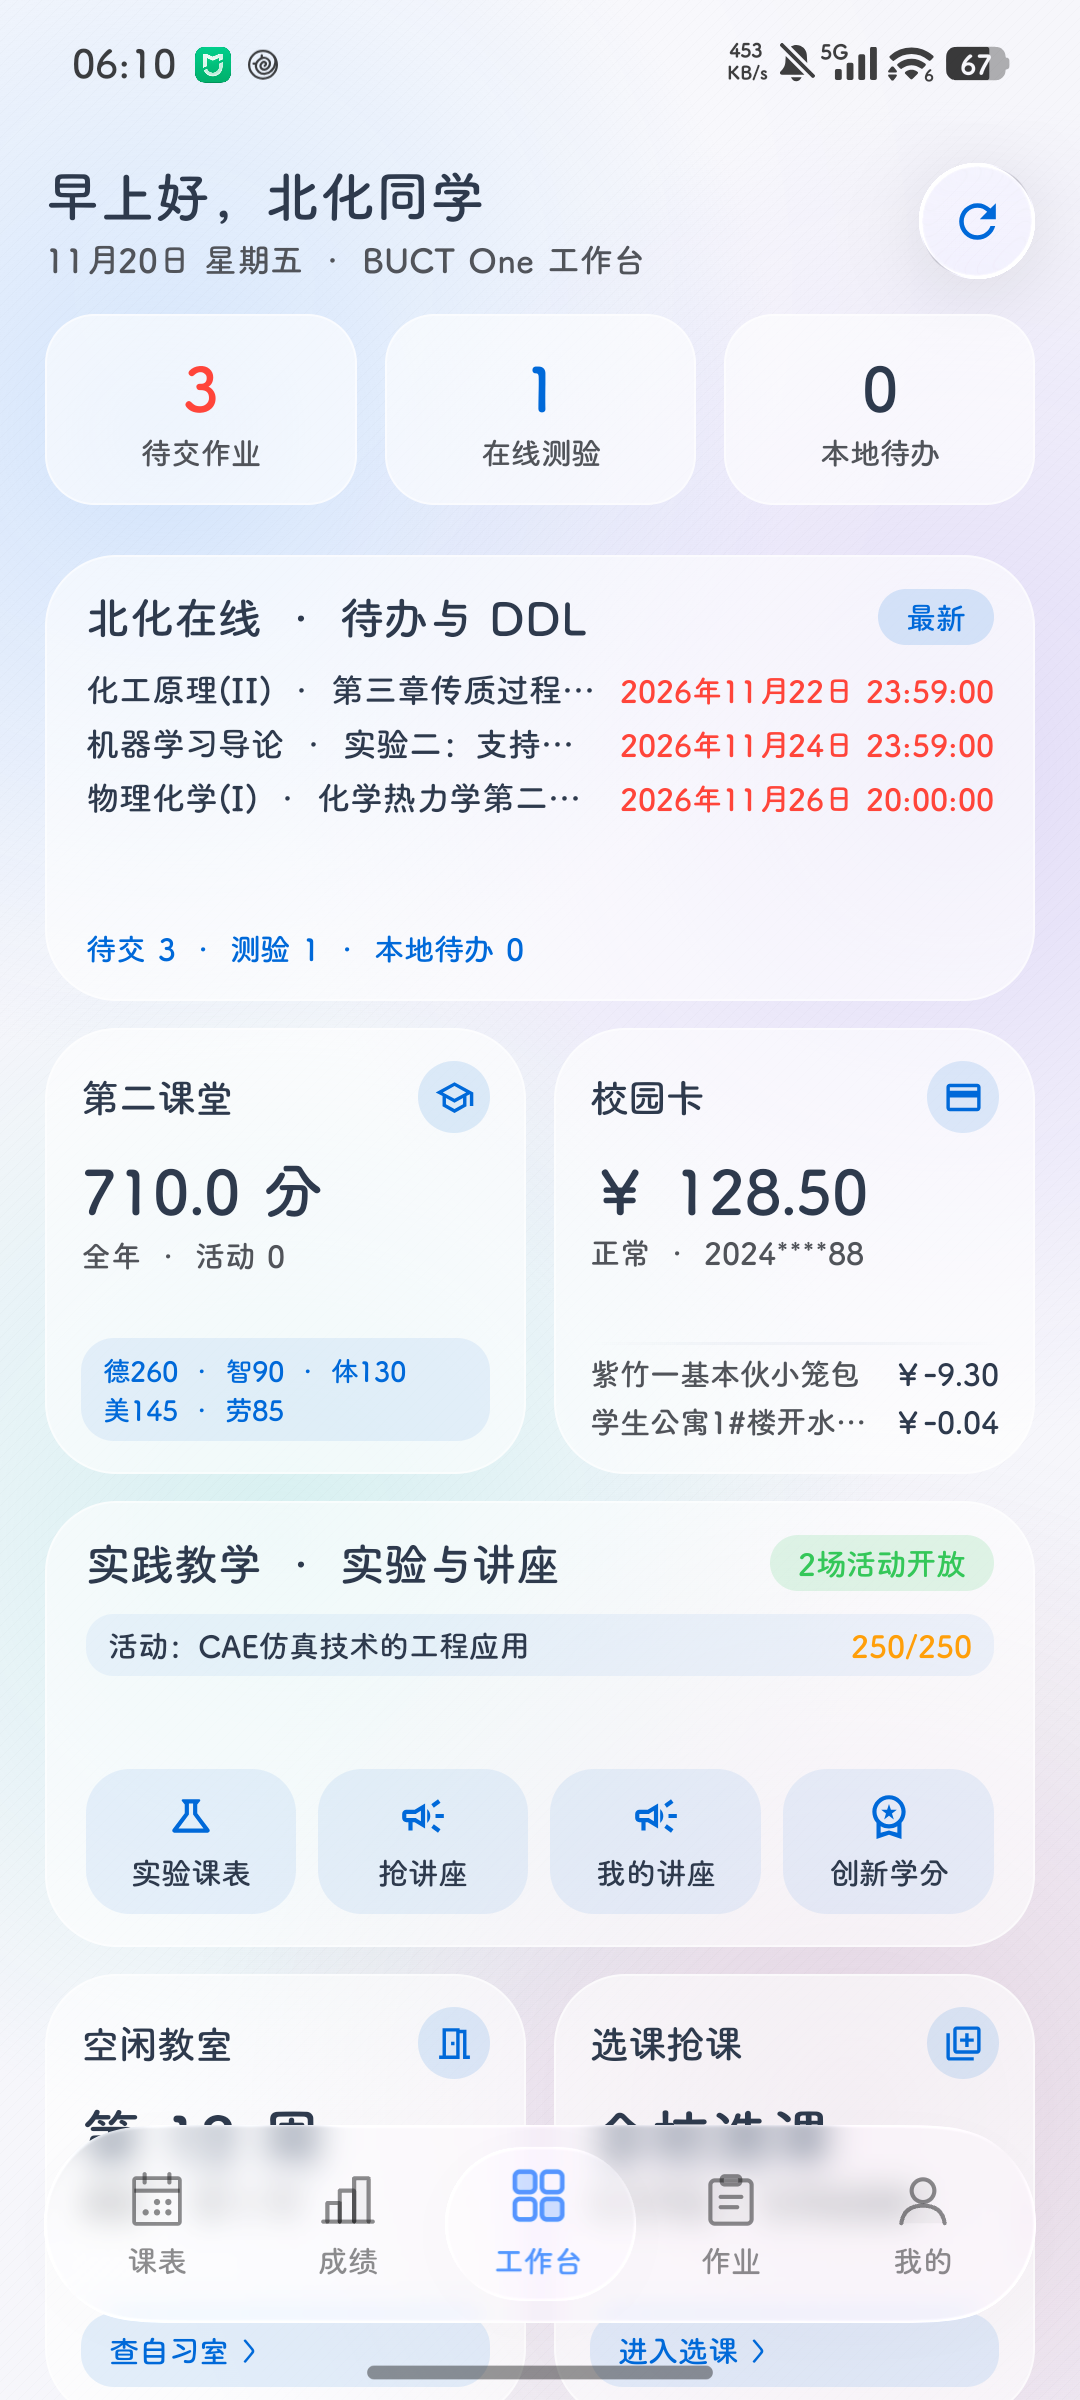 06:10
453 KB/s 5G 6 67
早上好，北化同学
11月20日 星期五 · BUCT One 工作台
3 1 0
待交作业 在线测验 本地待办
北化在线 · 待办与 DDL 最新
化工原理(II) · 第三章传质过程… 2026年11月22日 23:59:00
机器学习导论 · 实验二：支持… 2026年11月24日 23:59:00
物理化学(I) · 化学热力学第二… 2026年11月26日 20:00:00
待交 3 · 测验 1 · 本地待办 0
第二课堂
710.0 分
全年 · 活动 0
德260 · 智90 · 体130
美145 · 劳85
校园卡
¥ 128.50
正常 · 2024****88
紫竹一基本伙小笼包 ¥-9.30
学生公寓1#楼开水… ¥-0.04
实践教学 · 实验与讲座 2场活动开放
活动：CAE仿真技术的工程应用 250/250
实验课表 抢讲座 我的讲座 创新学分
空闲教室 选课抢课
课表 成绩 工作台 作业 我的
查自习室 〉 进入选课 〉